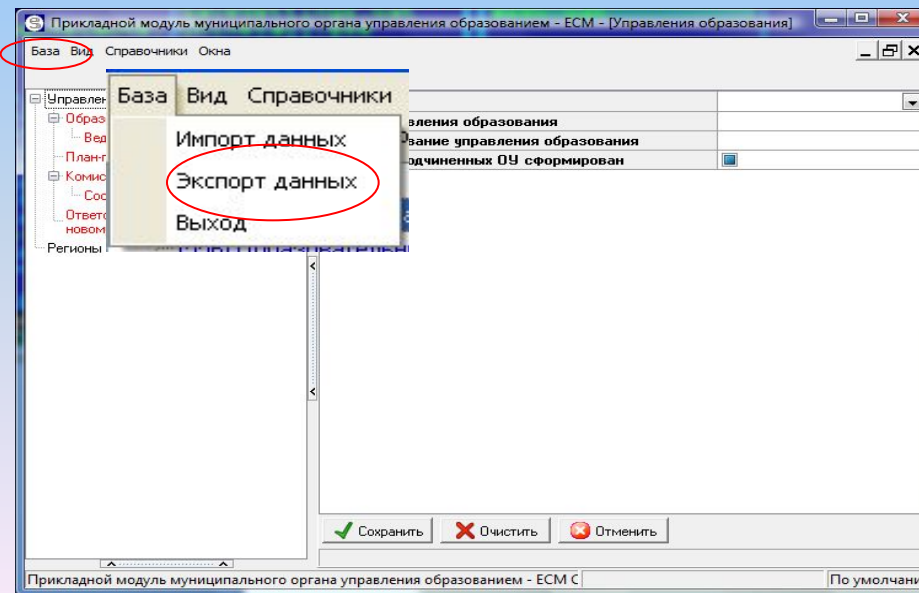 Прикладной модуль муниципального органа управления образованием - ECM - [Управления образования]
База Вид Справочники Окна
База Вид Справочники
Импорт данных
Экспорт данных
Выход
Управлен
Образ
Вед
План-г
Комис
Сос
Ответс
новом
Регионы
вления образования
вание управления образования
одчиненных ОУ сформирован
Сохранить Очистить Отменить
Прикладной модуль муниципального органа управления образованием - ECM С
По умолчани